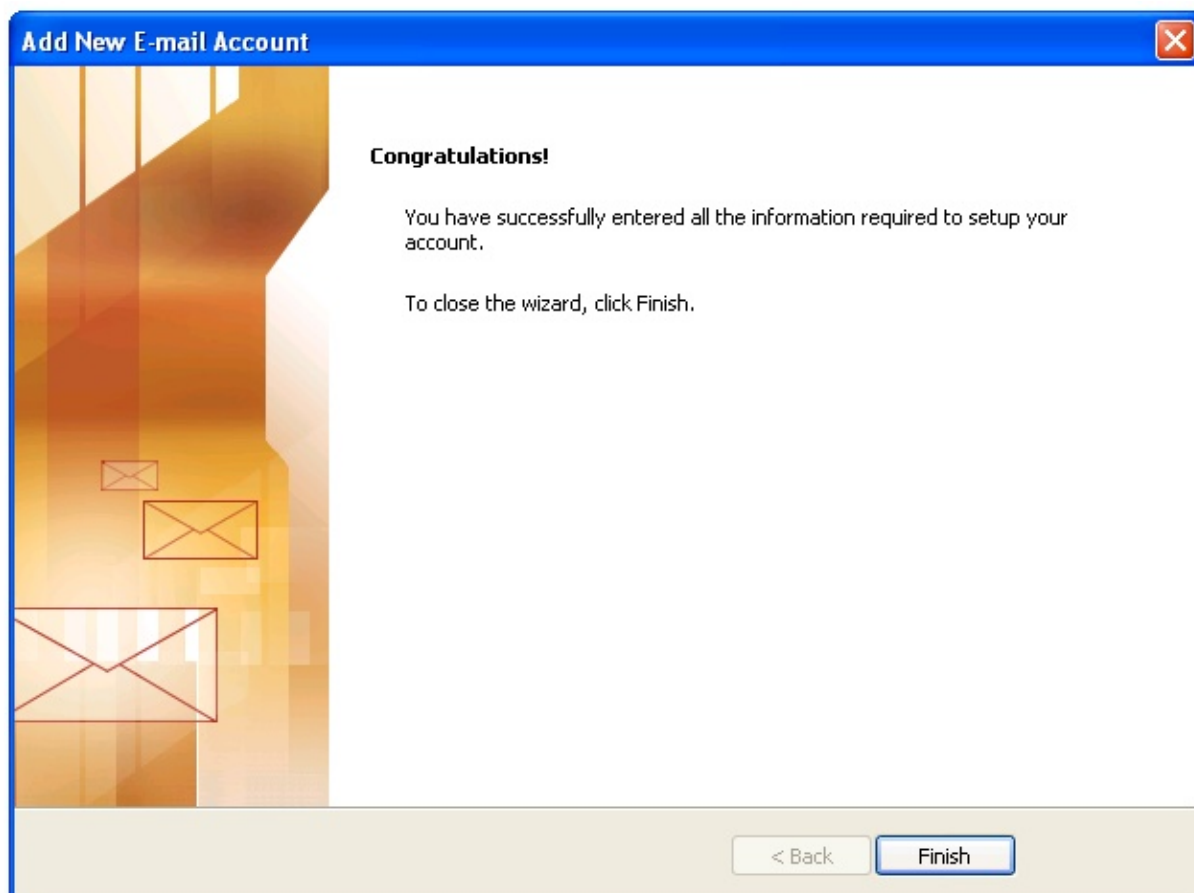 Add New E-mail Account
Congratulations!
You have successfully entered all the information required to setup your
account.
To close the wizard, click Finish.
< Back
Finish